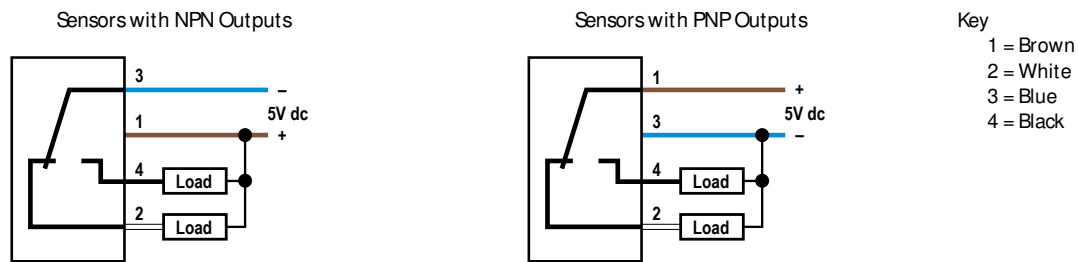 Sensors with NPN Outputs
3
–
5V dc
1
+
4
Load
2
Load
Sensors with PNP Outputs
1
+
5V dc
3
–
4
Load
2
Load
Key
1 = Brown
2 = White
3 = Blue
4 = Black